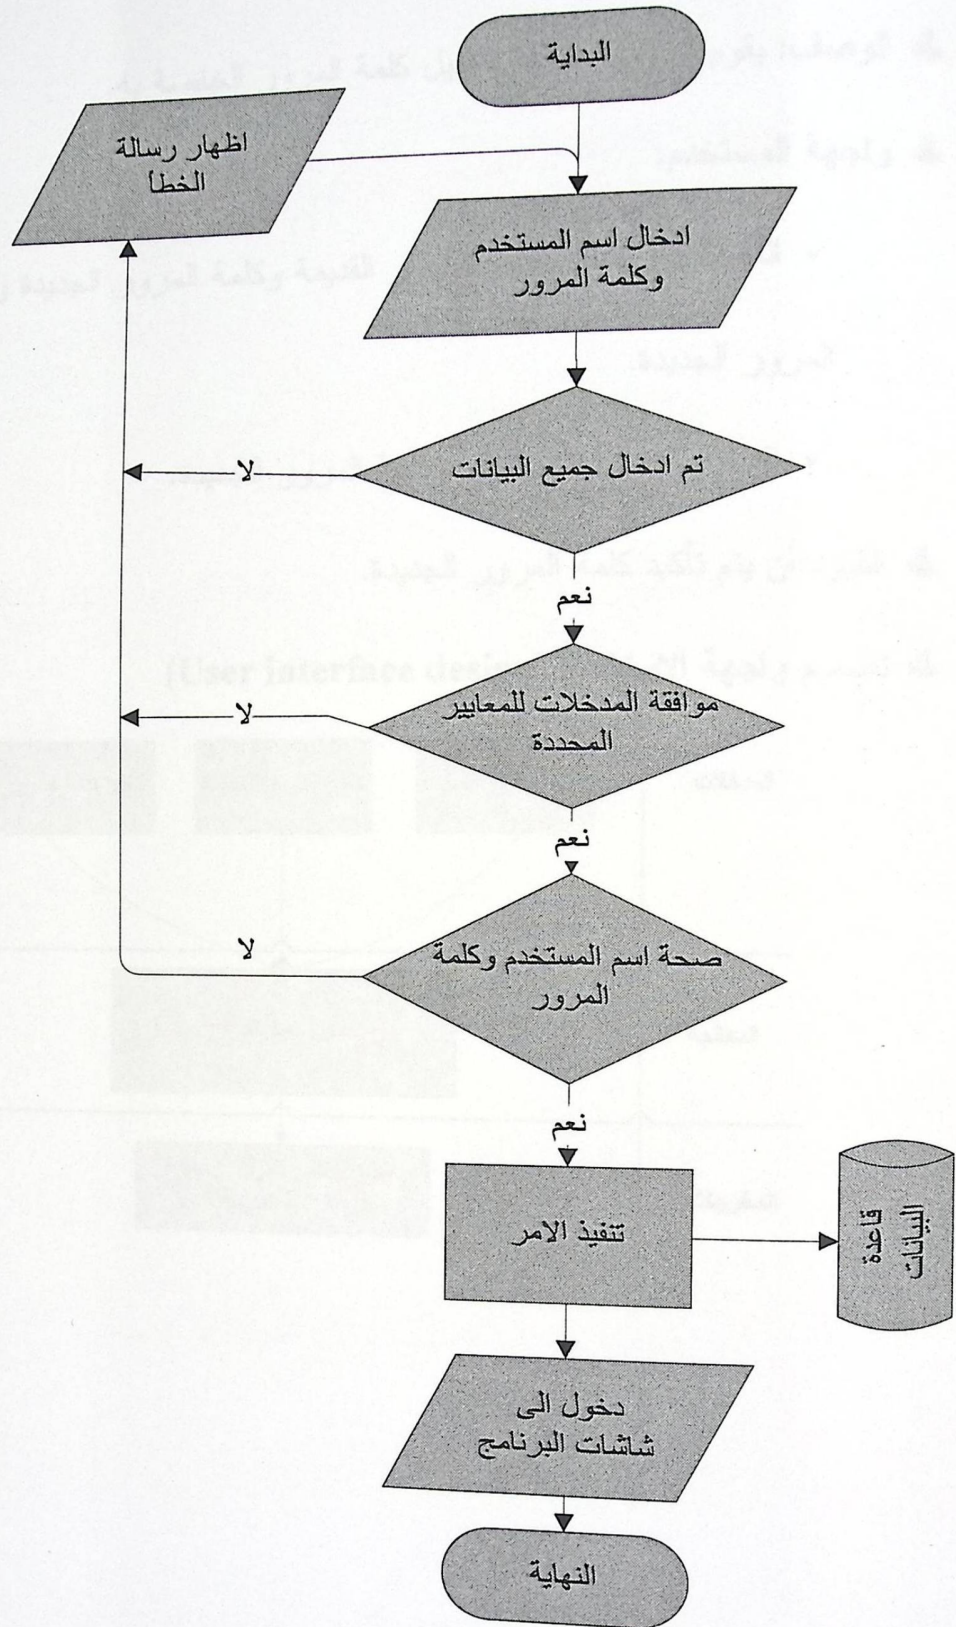 البداية
اظهار رسالة
الخطأ
ادخال اسم المستخدم
وكلمة المرور
تم ادخال جميع البيانات
لا
نعم
موافقة المدخلات للمعايير
المحددة
لا
نعم
صحة اسم المستخدم وكلمة
المرور
لا
نعم
تنفيذ الامر
قاعدة
البيانات
دخول الى
شاشات البرنامج
النهاية